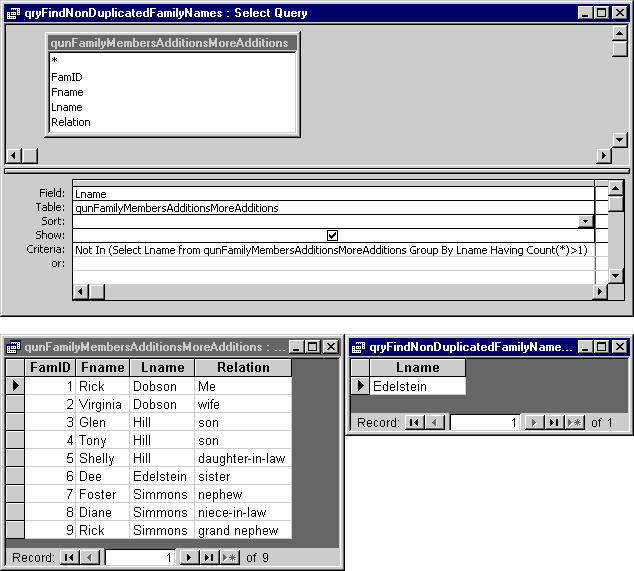 qryFindNonDuplicatedFamilyNames : Select Query
qunFamilyMembersAdditionsMoreAdditions
*
FamID
Fname
Lname
Relation
Field: Lname
Table: qunFamilyMembersAdditionsMoreAdditions
Sort:
Show:
Criteria: Not In (Select Lname from qunFamilyMembersAdditionsMoreAdditions Group By Lname Having Count(*)>1)
or:
qunFamilyMembersAdditionsMoreAdditions : ...
FamID Fname Lname Relation
1 Rick Dobson Me
2 Virginia Dobson wife
3 Glen Hill son
4 Tony Hill son
5 Shelly Hill daughter-in-law
6 Dee Edelstein sister
7 Foster Simmons nephew
8 Diane Simmons niece-in-law
9 Rick Simmons grand nephew
Record: 1 of 9
qryFindNonDuplicatedFamilyName...
Lname
Edelstein
Record: 1 of 1